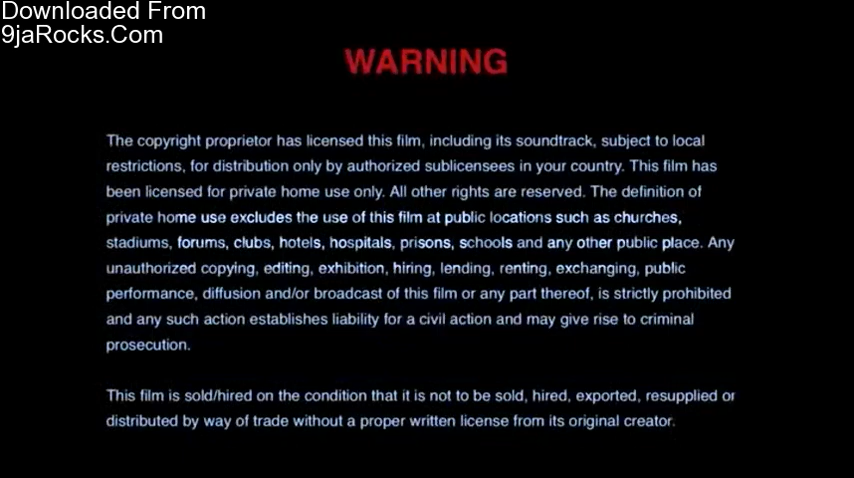 Downloaded From
9jaRocks.Com
WARNING
The copyright proprietor has licensed this film, including its soundtrack, subject to local
restrictions, for distribution only by authorized sublicensees in your country. This film has
been licensed for private home use only. All other rights are reserved. The definition of
private home use excludes the use of this film at public locations such as churches,
stadiums, forums, clubs, hotels, hospitals, prisons, schools and any other public place. Any
unauthorized copying, editing, exhibition, hiring, lending, renting, exchanging, public
performance, diffusion and/or broadcast of this film or any part thereof, is strictly prohibited
and any such action establishes liability for a civil action and may give rise to criminal
prosecution.
This film is sold/hired on the condition that it is not to be sold, hired, exported, resupplied or
distributed by way of trade without a proper written license from its original creator.